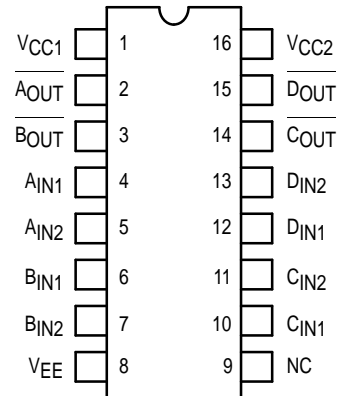 VCC1 1 16 VCC2
AOUT 2 15 DOUT
BOUT 3 14 COUT
AIN1 4 13 DIN2
AIN2 5 12 DIN1
BIN1 6 11 CIN2
BIN2 7 10 CIN1
VEE 8 9 NC